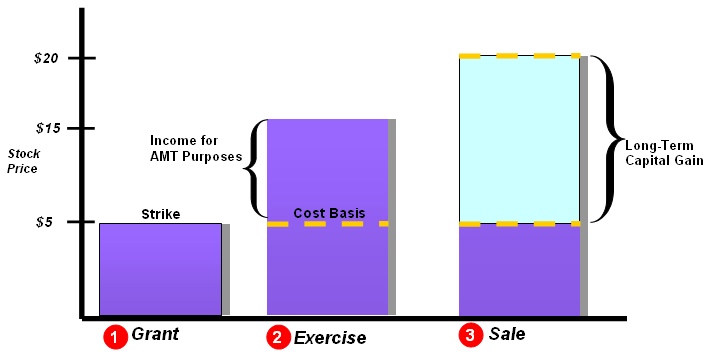 $20
$15
Stock
Price
$5
Strike
Income for
AMT Purposes
Cost Basis
Long-Term
Capital Gain
1 Grant
2 Exercise
3 Sale